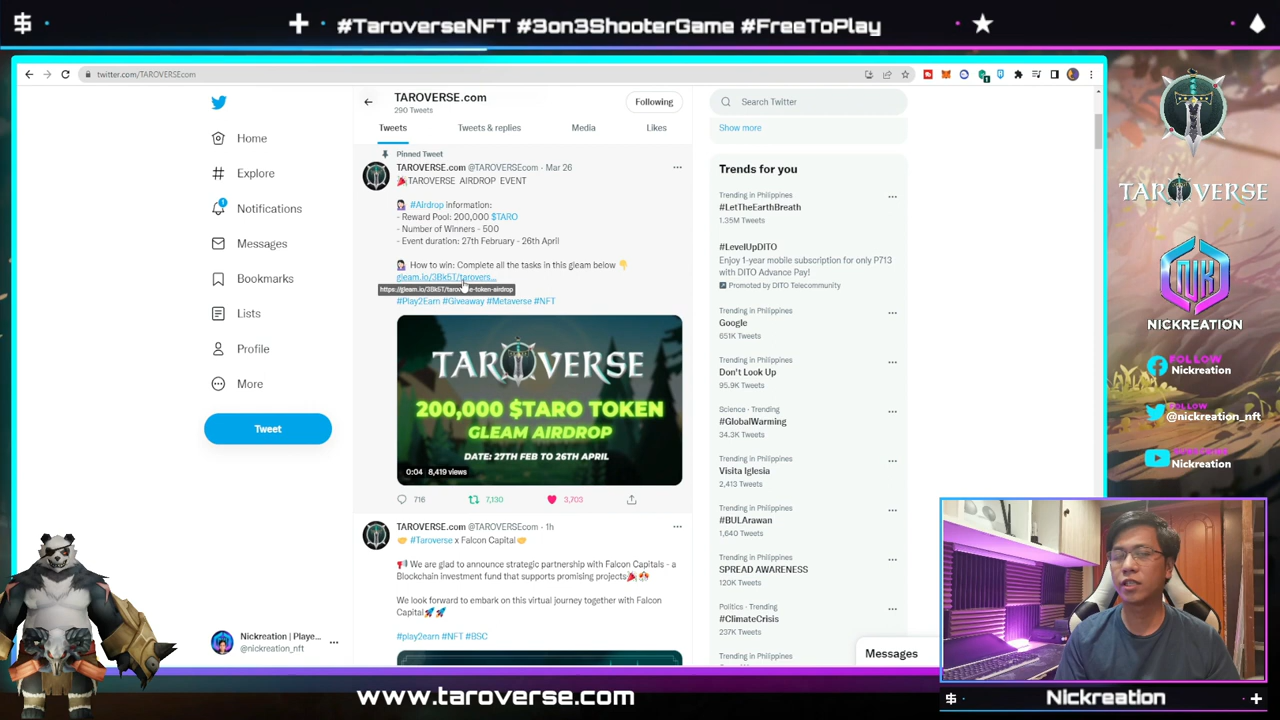 #TaroverseNFT #3on3ShooterGame #FreeToPlay
twitter.com/TAROVERSEcom
TAROVERSE.com
290 Tweets
Following
Tweets
Tweets & replies
Media
Likes
Home
Explore
1
Notifications
Messages
Bookmarks
Lists
Profile
More
Tweet
Nickreation | Playe...
@nickreation_nft
Pinned Tweet
TAROVERSE.com @TAROVERSEcom · Mar 26
🎉TAROVERSE AIRDROP EVENT
#Airdrop information:
- Reward Pool: 200,000 $TARO
- Number of Winners - 500
- Event duration: 27th February - 26th April
How to win: Complete all the tasks in this gleam below 👇
gleam.io/3Bk5T/tarovers...
#Play2Earn #Giveaway #Metaverse #NFT
TAROVERSE
200,000 $TARO TOKEN
GLEAM AIRDROP
DATE: 27TH FEB TO 26TH APRIL
0:04 / 8,419 views
716
7,130
3,703
TAROVERSE.com @TAROVERSEcom · 1h
🤝 #Taroverse x Falcon Capital🤝
We are glad to announce strategic partnership with Falcon Capitals - a
Blockchain investment fund that supports promising projects
We look forward to embark on this virtual journey together with Falcon
Capital🚀🚀
#play2earn #NFT #BSC
Search Twitter
Show more
Trends for you
Trending in Philippines
#LetTheEarthBreath
1.35M Tweets
#LevelUpDITO
Enjoy 1-year mobile subscription for only P713
with DITO Advance Pay!
Promoted by DITO Telecommunity
Trending in Philippines
Google
651K Tweets
Trending in Philippines
Don't Look Up
95.9K Tweets
Science · Trending
#GlobalWarming
34.3K Tweets
Trending in Philippines
Visita Iglesia
2,413 Tweets
Trending in Philippines
#BULArawan
1,640 Tweets
Trending in Philippines
SPREAD AWARENESS
120K Tweets
Politics · Trending
#ClimateCrisis
237K Tweets
Trending in Philippines
Messages
TAROVERSE
NICKREATION
FOLLOW
Nickreation
FOLLOW
@nickreation_nft
Nickreation
www.taroverse.com
Nickreation